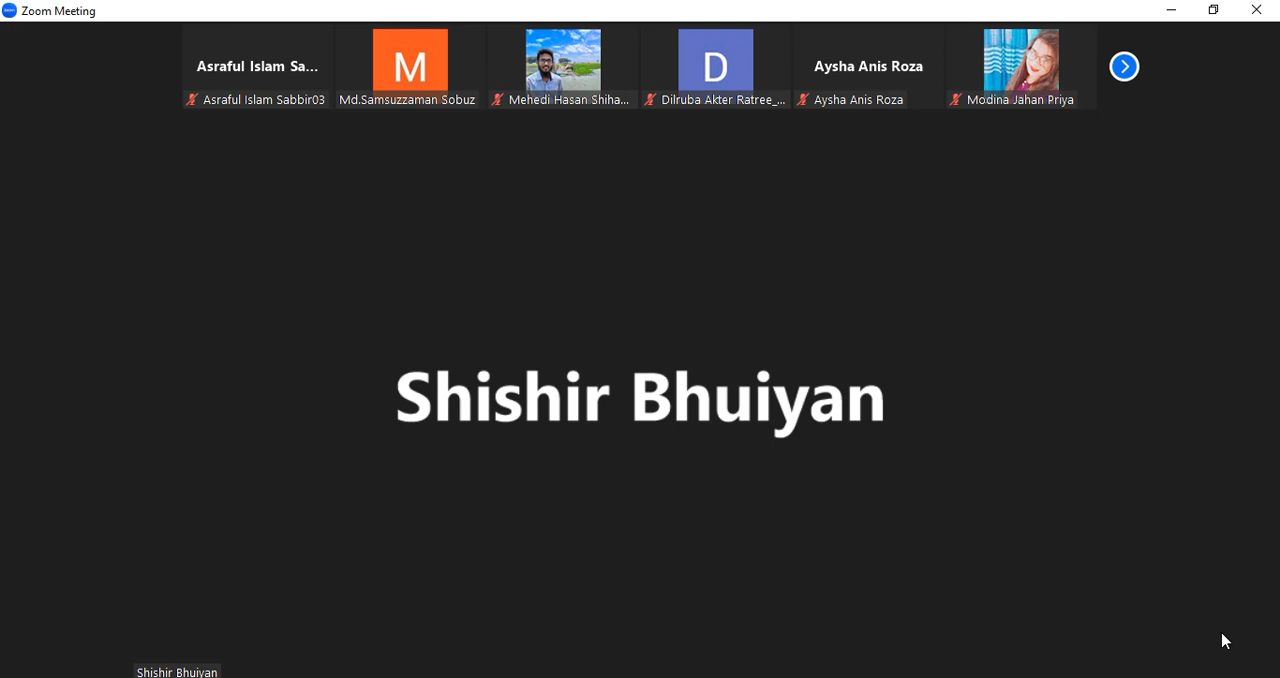 Zoom Meeting
Asraful Islam Sa...
M
D
Aysha Anis Roza
Asraful Islam Sabbir03
Md.Samsuzzaman Sobuz
Mehedi Hasan Shiha...
Dilruba Akter Ratree_...
Aysha Anis Roza
Modina Jahan Priya
Shishir Bhuiyan
Shishir Bhuiyan